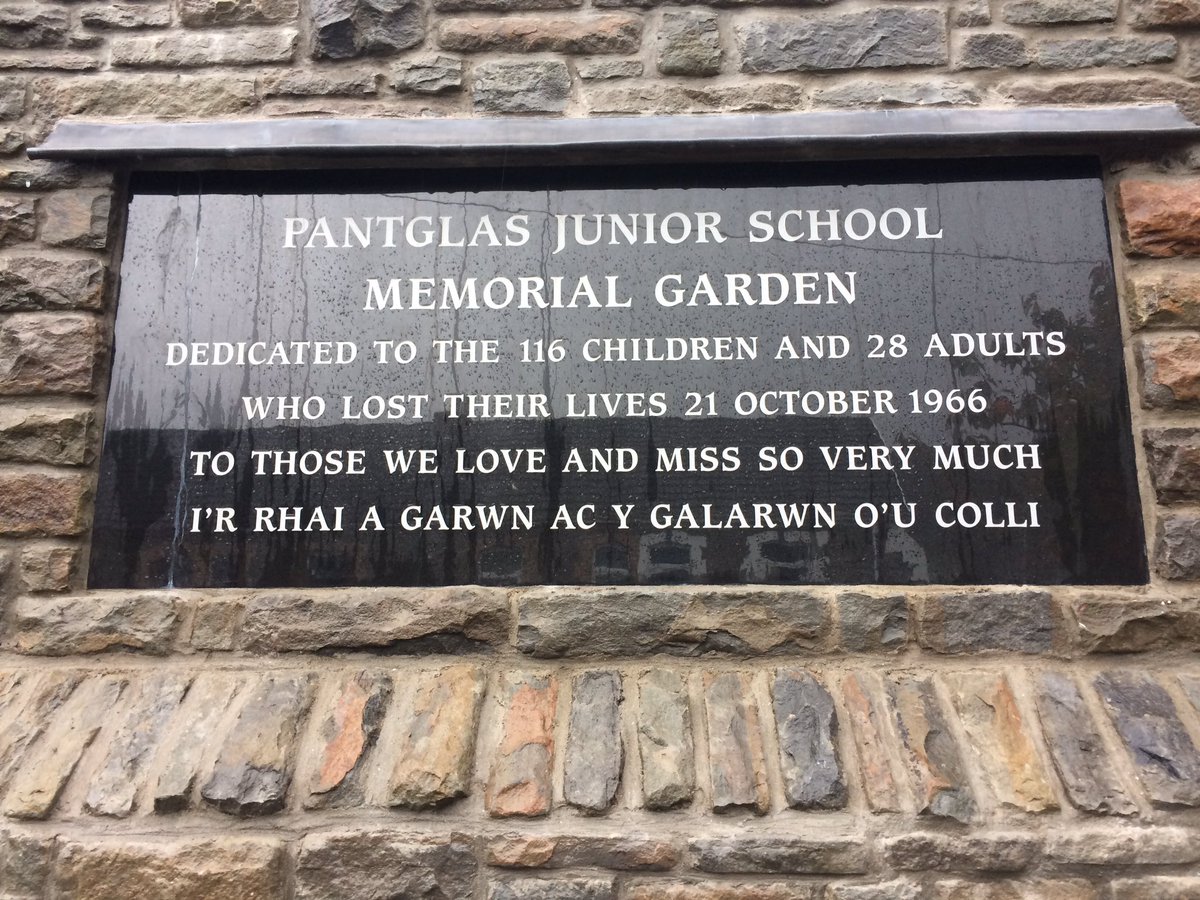 PANTGLAS JUNIOR SCHOOL
MEMORIAL GARDEN
DEDICATED TO THE 116 CHILDREN AND 28 ADULTS
WHO LOST THEIR LIVES 21 OCTOBER 1966
TO THOSE WE LOVE AND MISS SO VERY MUCH
I'R RHAI A GARWN AC Y GALARWN O'U COLLI